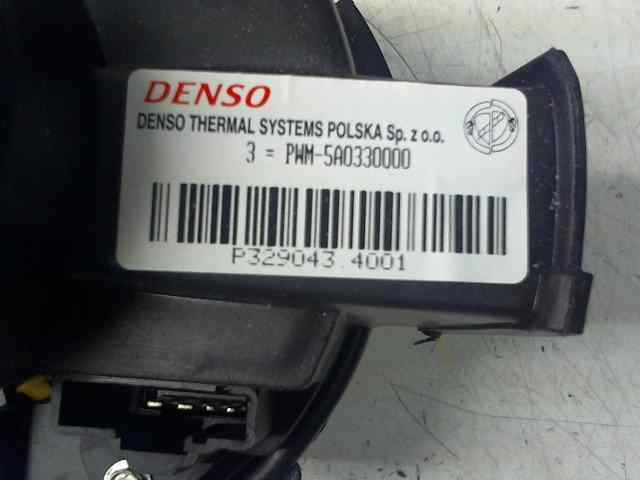 DENSO
DENSO THERMAL SYSTEMS POLSKA Sp. z o.o.
3 = PWM-5A0330000
P329043.4001